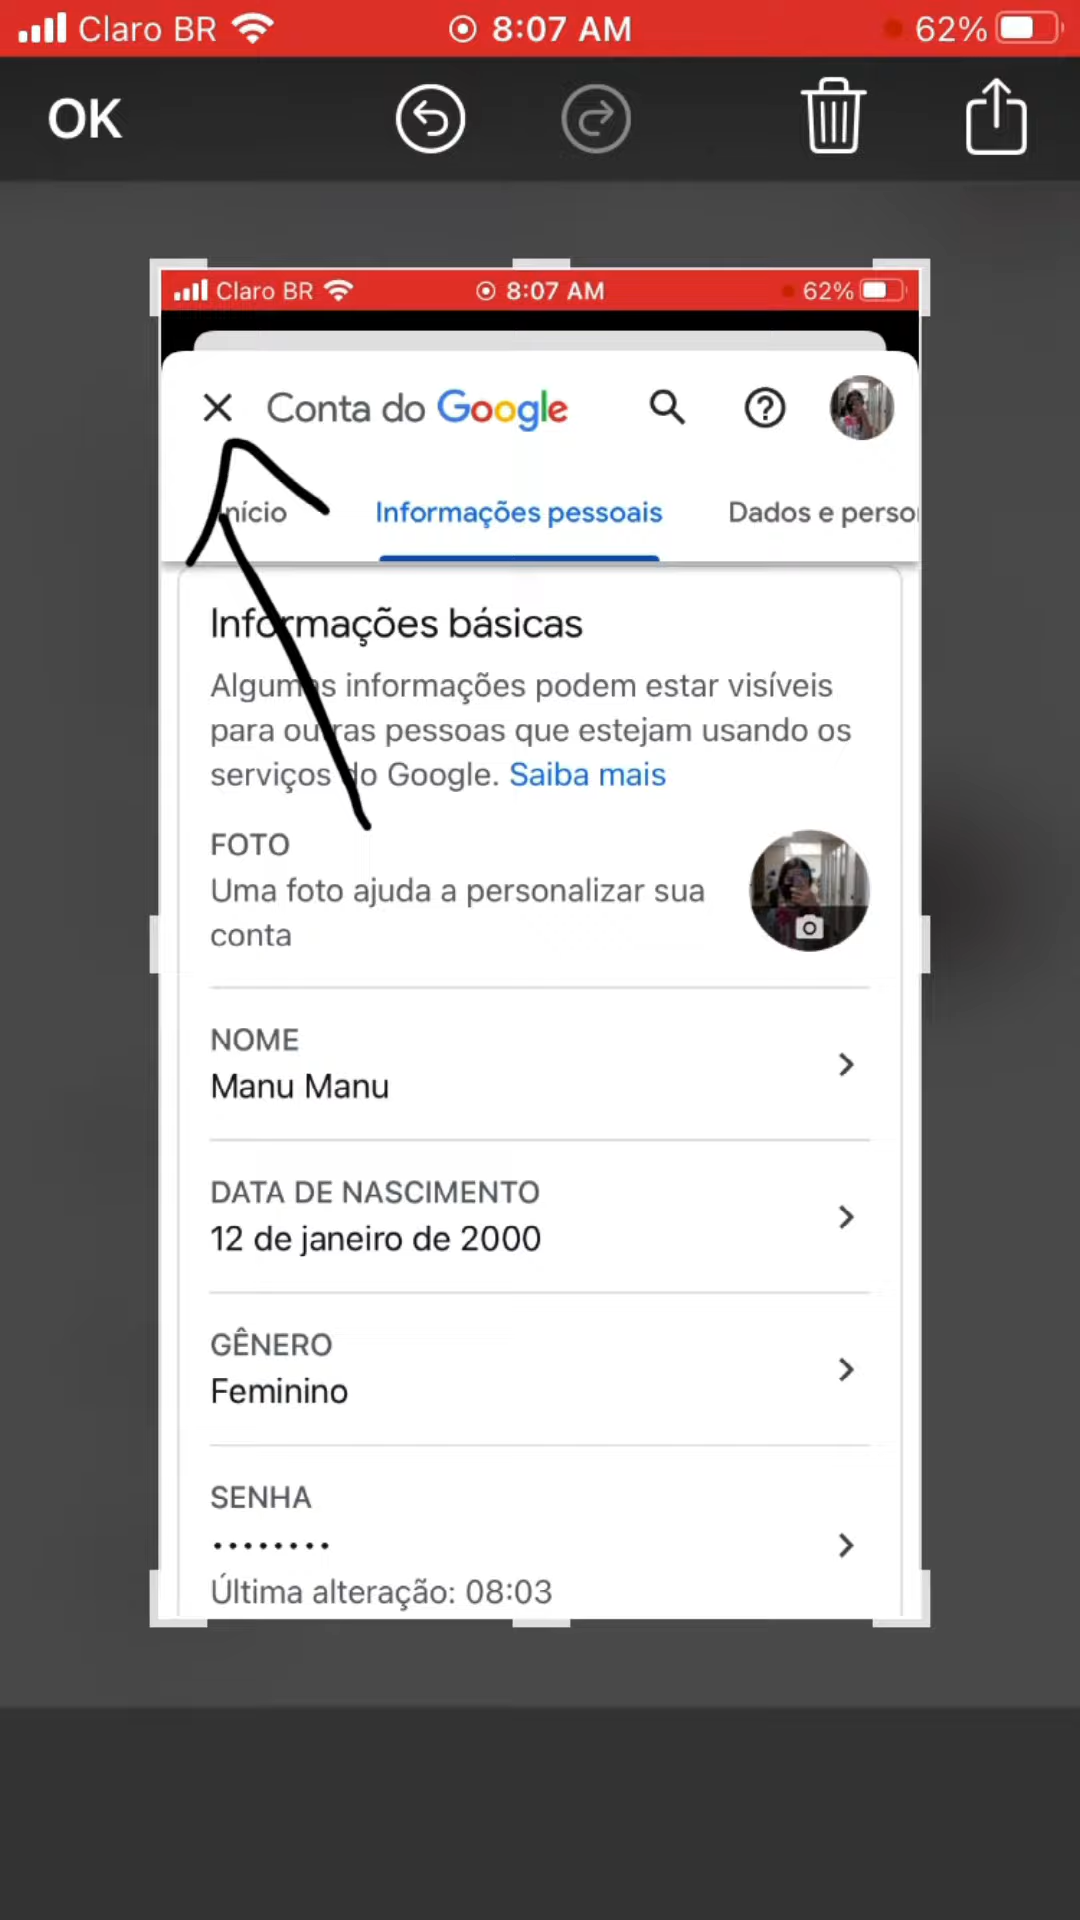 Claro BR 8:07 AM 62%
OK
Claro BR 8:07 AM 62%
Conta do Google
nício Informações pessoais Dados e perso
Informações básicas
Algumas informações podem estar visíveis
para outras pessoas que estejam usando os
serviços do Google. Saiba mais
FOTO
Uma foto ajuda a personalizar sua
conta
NOME
Manu Manu
DATA DE NASCIMENTO
12 de janeiro de 2000
GÊNERO
Feminino
SENHA
••••••••
Última alteração: 08:03